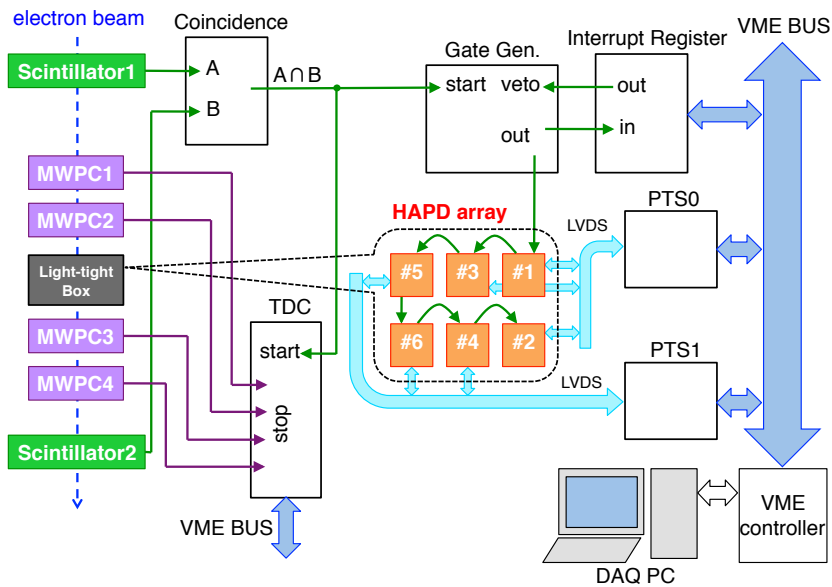 electron beam
Coincidence
Gate Gen.
Interrupt Register
VME BUS
Scintillator1
A
B
A∩B
start
veto
out
out
in
MWPC1
MWPC2
Light-tight
Box
MWPC3
MWPC4
Scintillator2
HAPD array
#5
#3
#1
#6
#4
#2
LVDS
LVDS
PTS0
PTS1
TDC
start
stop
VME BUS
DAQ PC
VME
controller